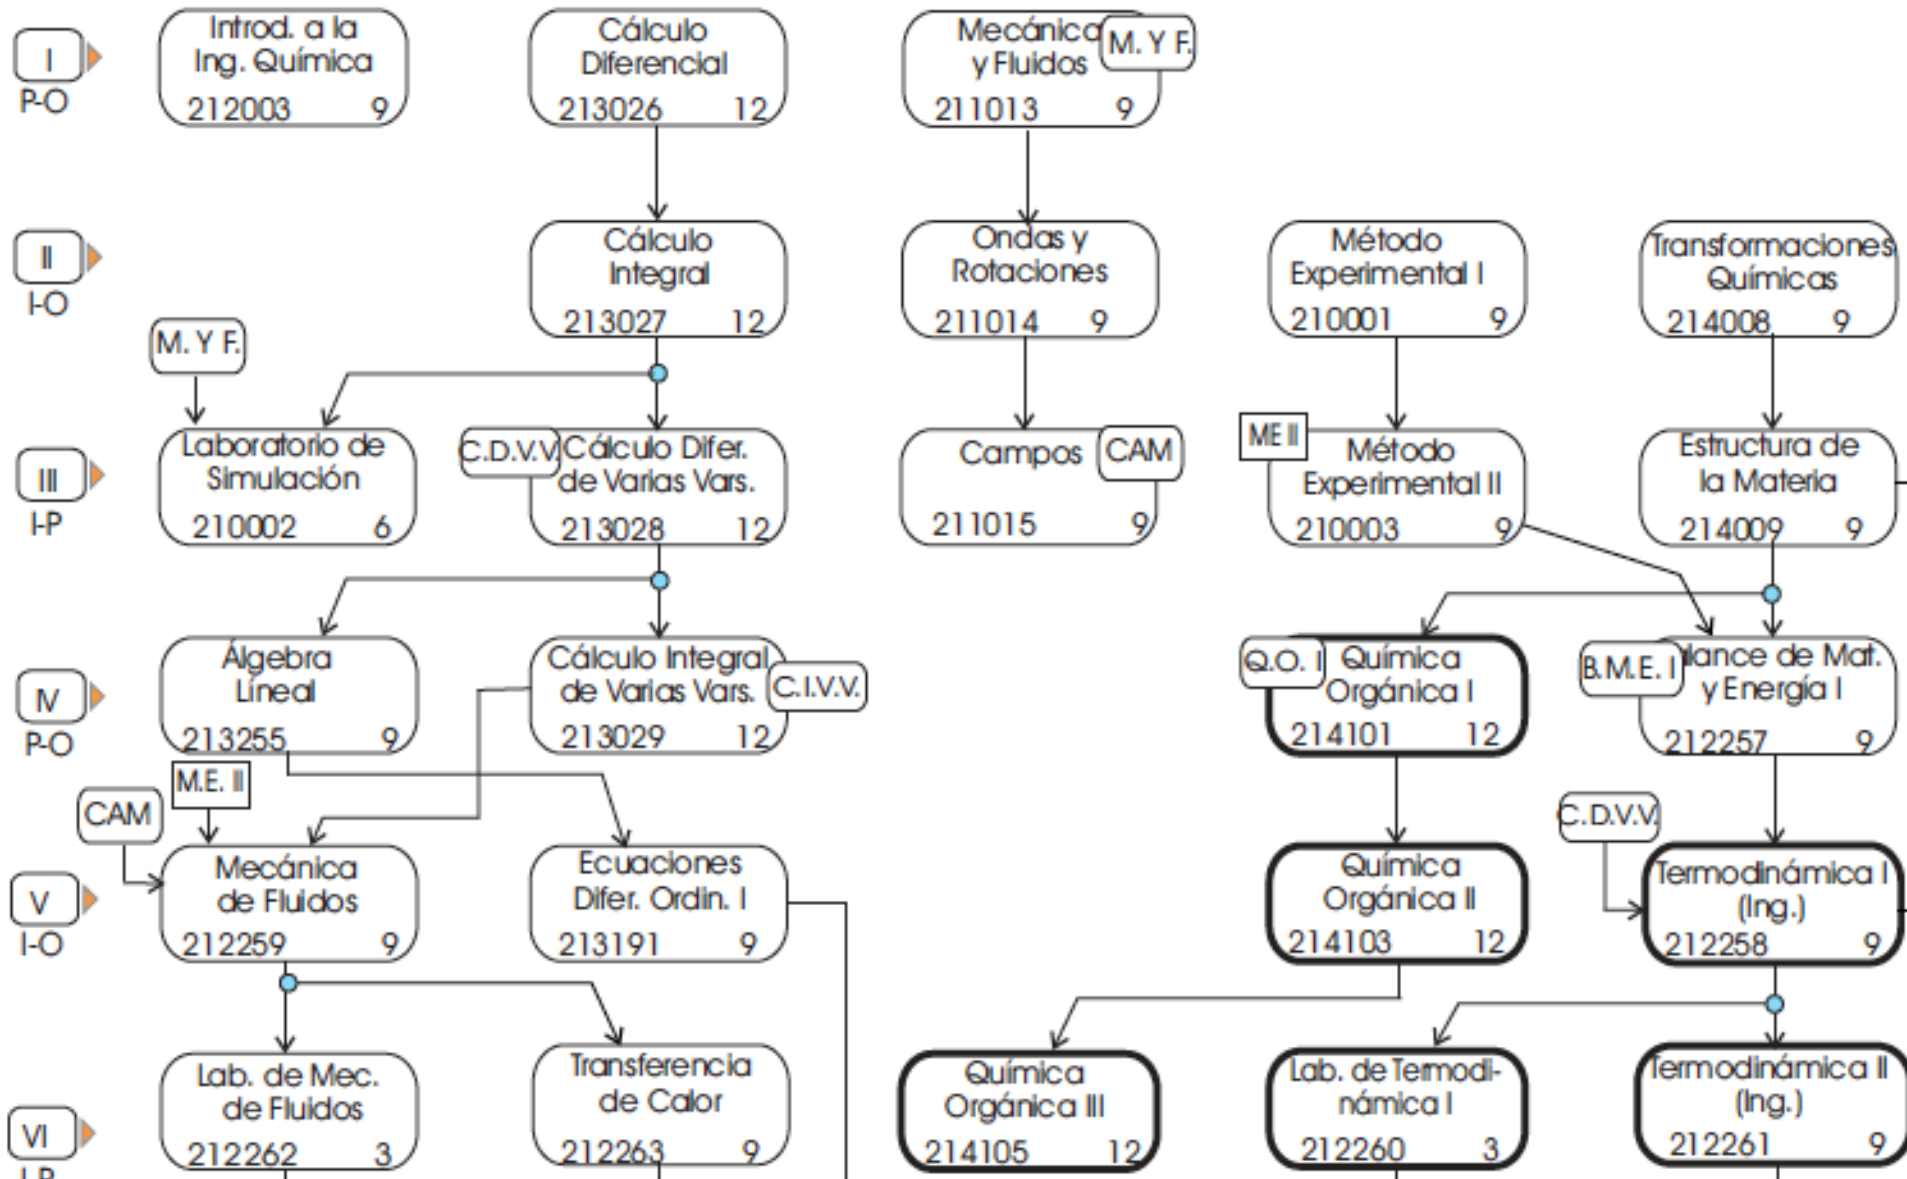 I
P-O
Introd. a la
Ing. Química
212003 9
Cálculo
Diferencial
213026 12
Mecánica
y Fluidos
M. Y F.
211013 9
II
I-O
Cálculo
Integral
213027 12
Ondas y
Rotaciones
211014 9
Método
Experimental I
210001 9
Transformaciones
Químicas
214008 9
M. Y F.
III
I-P
Laboratorio de
Simulación
210002 6
C.D.V.V.
Cálculo Difer.
de Varias Vars.
213028 12
Campos
CAM
211015 9
ME II
Método
Experimental II
210003 9
Estructura de
la Materia
214009 9
IV
P-O
Álgebra
Líneal
213255 9
Cálculo Integral
de Varias Vars.
C.I.V.V.
213029 12
Q.O. I
Química
Orgánica I
214101 12
B.M.E. I
alance de Mat.
y Energía I
212257 9
CAM
M.E. II
C.D.V.V.
V
I-O
Mecánica
de Fluidos
212259 9
Ecuaciones
Difer. Ordin. I
213191 9
Química
Orgánica II
214103 12
Termodinámica I
(Ing.)
212258 9
VI
I-P
Lab. de Mec.
de Fluidos
212262 3
Transferencia
de Calor
212263 9
Química
Orgánica III
214105 12
Lab. de Termodi-
námica I
212260 3
Termodinámica II
(Ing.)
212261 9